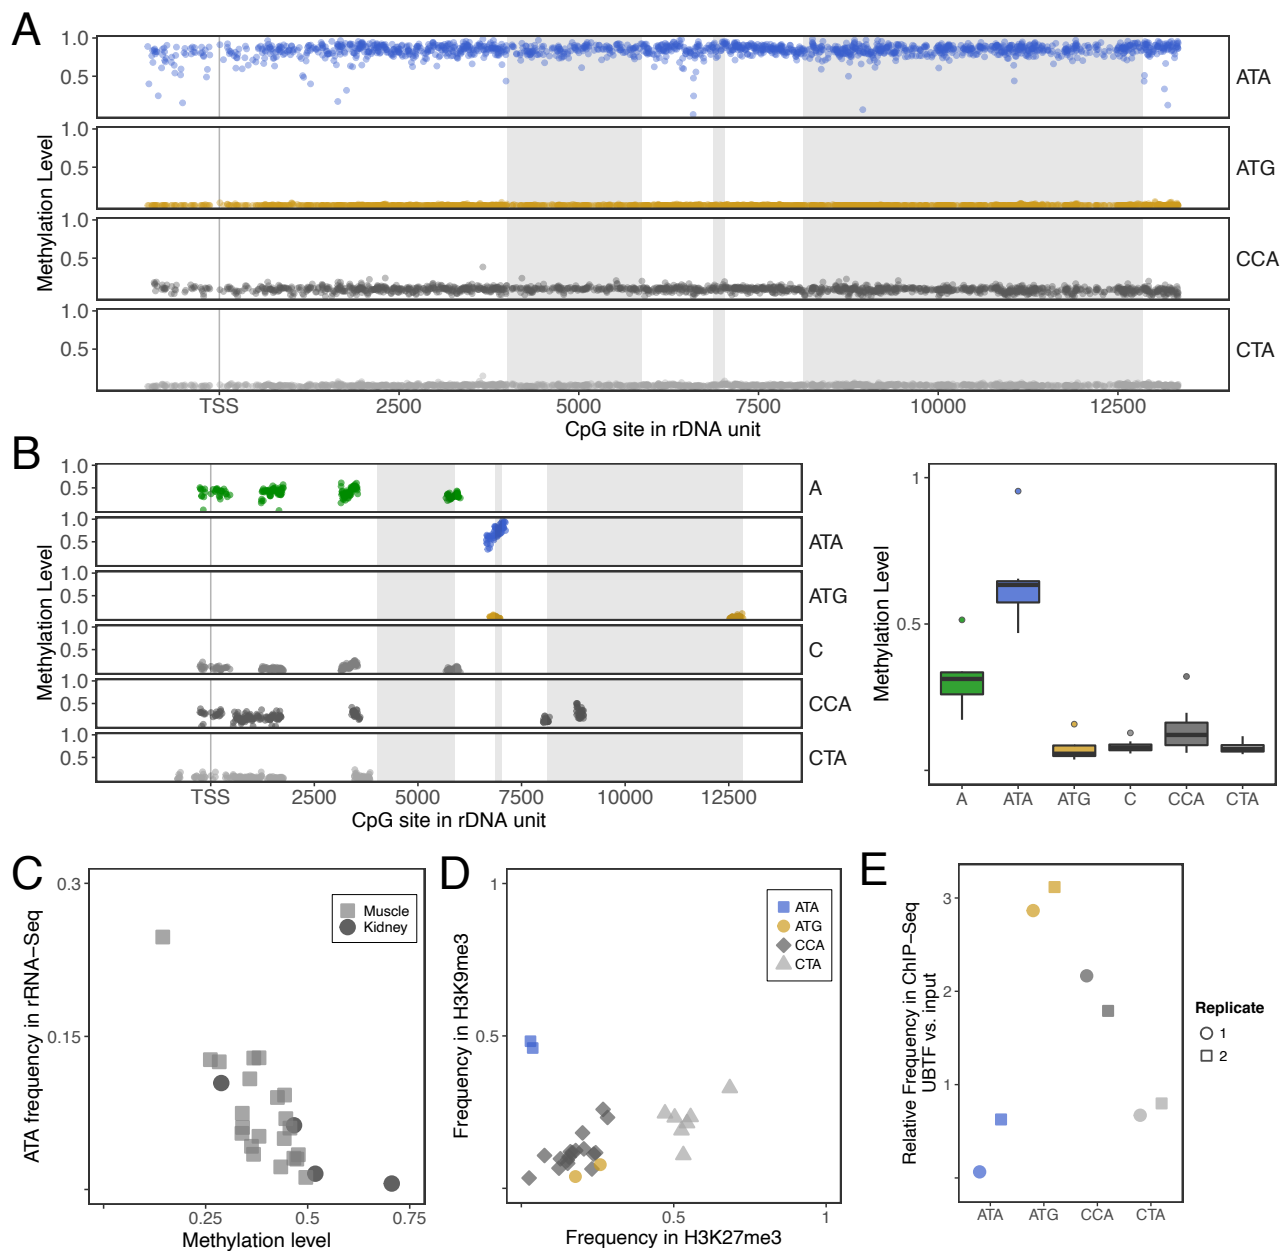 A
Methylation Level
1.0
0.5
ATA
1.0
0.5
ATG
1.0
0.5
CCA
1.0
0.5
CTA
TSS 2500 5000 7500 10000 12500
CpG site in rDNA unit
B
Methylation Level
1.0
0.5
A
1.0
0.5
ATA
1.0
0.5
ATG
1.0
0.5
C
1.0
0.5
CCA
1.0
0.5
CTA
TSS 2500 5000 7500 10000 12500
CpG site in rDNA unit
Methylation Level
1
0.5
A ATA ATG C CCA CTA
C
ATA frequency in rRNA−Seq
0.3
0.15
Muscle
Kidney
0.25 0.5 0.75
Methylation level
D
Frequency in H3K9me3
1
0.5
ATA
ATG
CCA
CTA
0.5 1
Frequency in H3K27me3
E
Relative Frequency in ChIP−Seq
UBTF vs. input
3
2
1
ATA ATG CCA CTA
Replicate
1
2